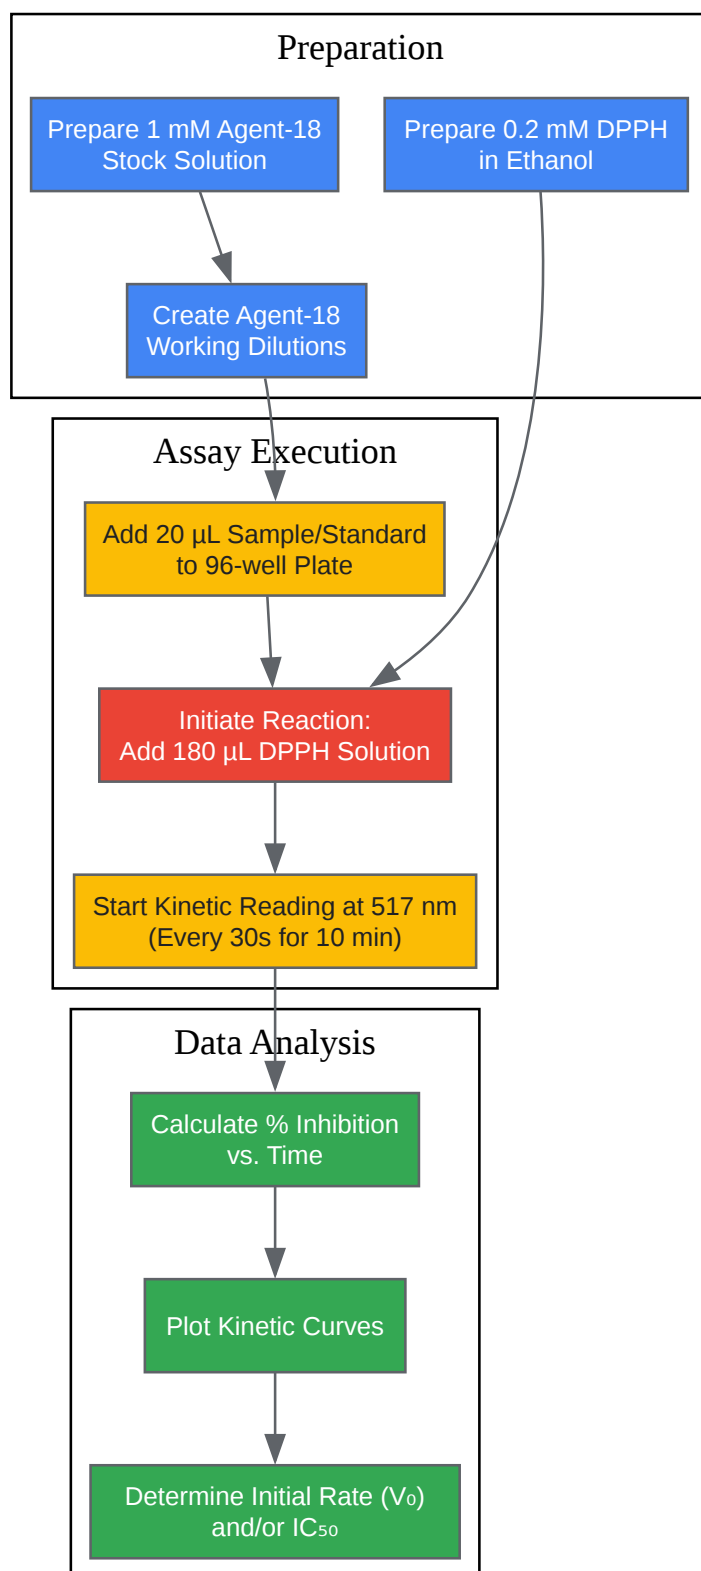 Preparation
Prepare 1 mM Agent-18
Stock Solution
Prepare 0.2 mM DPPH
in Ethanol
Create Agent-18
Working Dilutions
Assay Execution
Add 20 µL Sample/Standard
to 96-well Plate
Initiate Reaction:
Add 180 µL DPPH Solution
Start Kinetic Reading at 517 nm
(Every 30s for 10 min)
Data Analysis
Calculate % Inhibition
vs. Time
Plot Kinetic Curves
Determine Initial Rate (V₀)
and/or IC₅₀